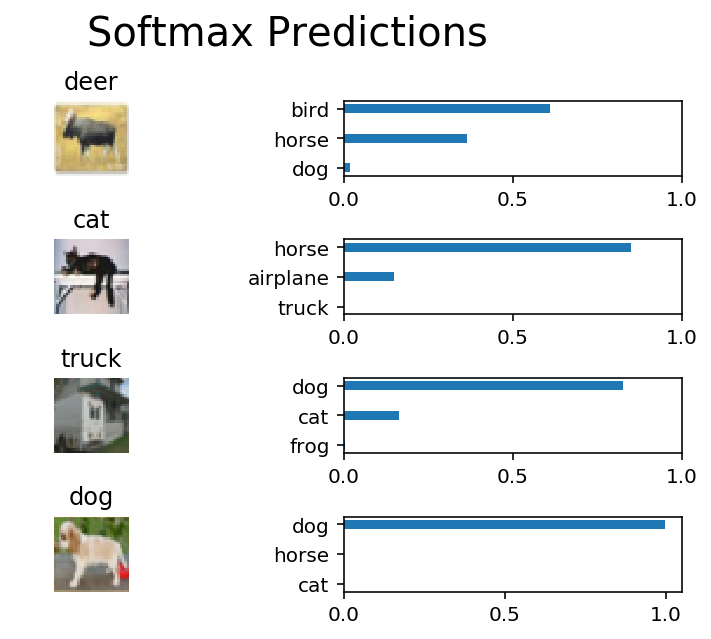 Softmax Predictions
deer
bird
horse
dog
0.0 0.5 1.0
cat
horse
airplane
truck
0.0 0.5 1.0
truck
dog
cat
frog
0.0 0.5 1.0
dog
dog
horse
cat
0.0 0.5 1.0